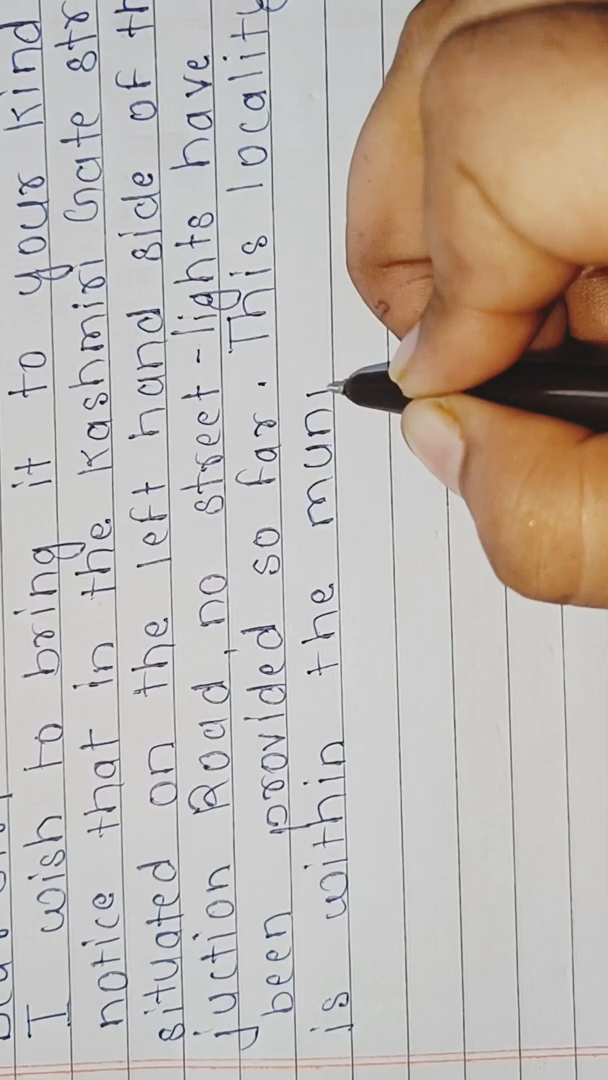 I wish to bring it to your kind
notice that in the Kashmiri Gate str
situated on the left hand side of th
juction Road, no street-lights have
been provided so far. This locality
is within the muni